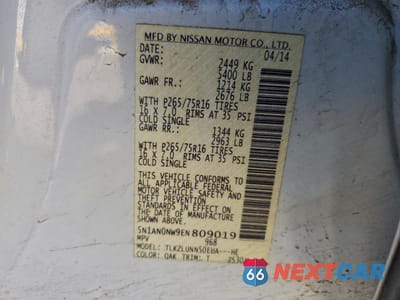 MFD BY NISSAN MOTOR CO., LTD.
DATE: 04/14
GVWR: 2449 KG
5400 LB
GAWR FR.: 1214 KG
2676 LB
WITH P265/75R16 TIRES
16 X 7.0 RIMS AT 35 PSI
COLD SINGLE
GAWR RR.: 1344 KG
2963 LB
WITH P265/75R16 TIRES
16 X 7.0 RIMS AT 35 PSI
COLD SINGLE
THIS VEHICLE CONFORMS TO ALL
APPLICABLE FEDERAL MOTOR
VEHICLE SAFETY AND
THEFT PREVENTION
STANDARDS IN EFFECT ON
THE DATE OF MANUFACTURE
SHOWN ABOVE.
5N1AN0NW9EN809019
MPV 968
MODEL:
COLOR: QAK TRIM: T
66 NEXTCAR